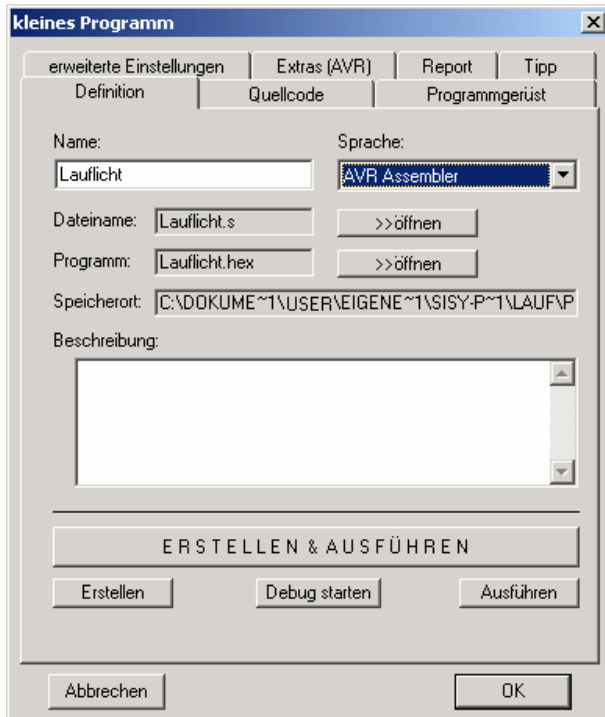 kleines Programm
erweiterte Einstellungen Extras (AVR) Report Tipp
Definition Quellcode Programmgerüst
Name: Sprache:
Lauflicht AVR Assembler
Dateiname: Lauflicht.s >>öffnen
Programm: Lauflicht.hex >>öffnen
Speicherort: C:\DOKUME~1\USER\EIGENE~1\SISY-P~1\LAUF\P
Beschreibung:
E R S T E L L E N & A U S F Ü H R E N
Erstellen Debug starten Ausführen
Abbrechen OK